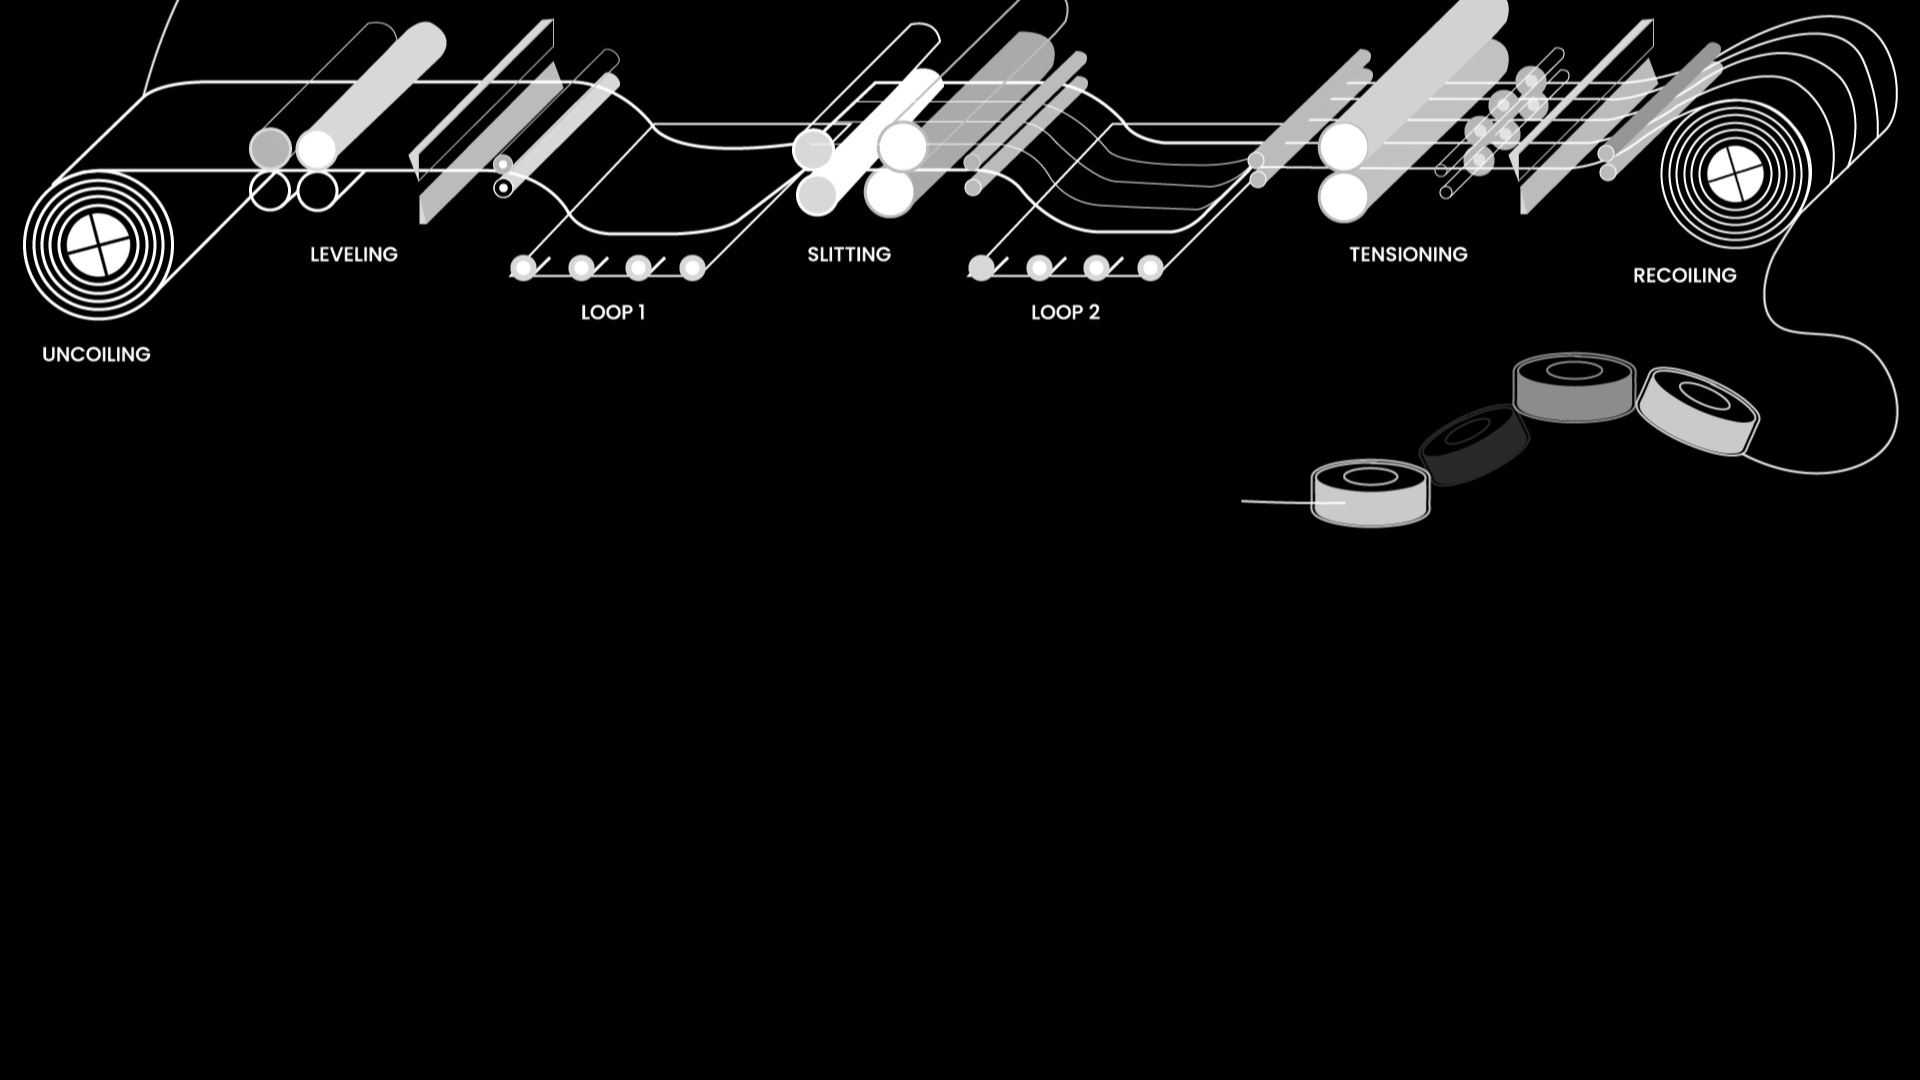 LEVELING
SLITTING
TENSIONING
RECOILING
LOOP 1
LOOP 2
UNCOILING